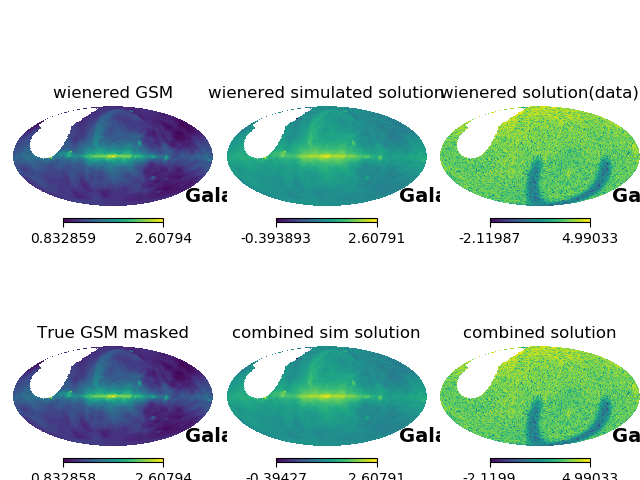 wienered GSM
wienered simulated solution
wienered solution(data)
Gala
Gala
Ga
0.832859
2.60794
-0.393893
2.60791
-2.11987
4.99033
True GSM masked
combined sim solution
combined solution
Gala
Gala
Ga
0.832858
2.60794
-0.39427
2.60791
-2.1199
4.99033